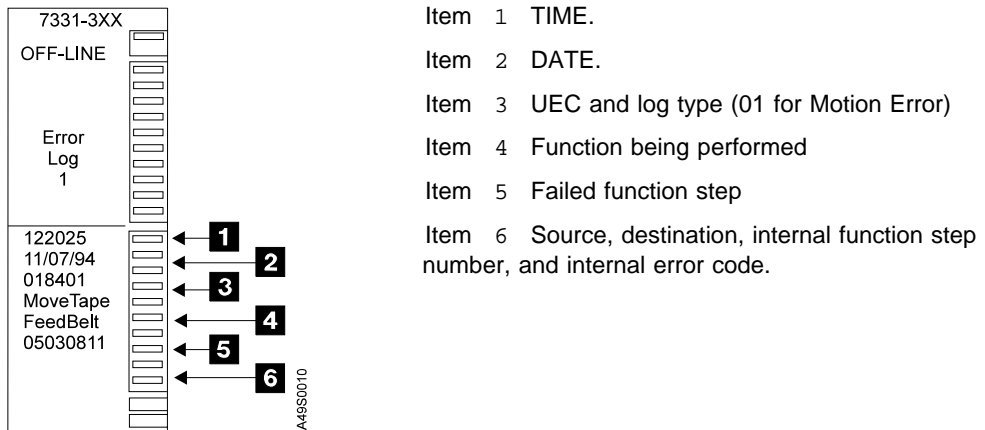 7331-3XX
OFF-LINE
Error
Log
1
122025
11/07/94
018401
MoveTape
FeedBelt
05030811
1
2
3
4
5
6
A49S0010
Item 1 TIME.
Item 2 DATE.
Item 3 UEC and log type (01 for Motion Error)
Item 4 Function being performed
Item 5 Failed function step
Item 6 Source, destination, internal function step
number, and internal error code.